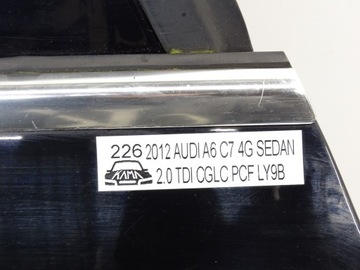 226 2012 AUDI A6 C7 4G SEDAN
KAMA 2.0 TDI CGLC PCF LY9B